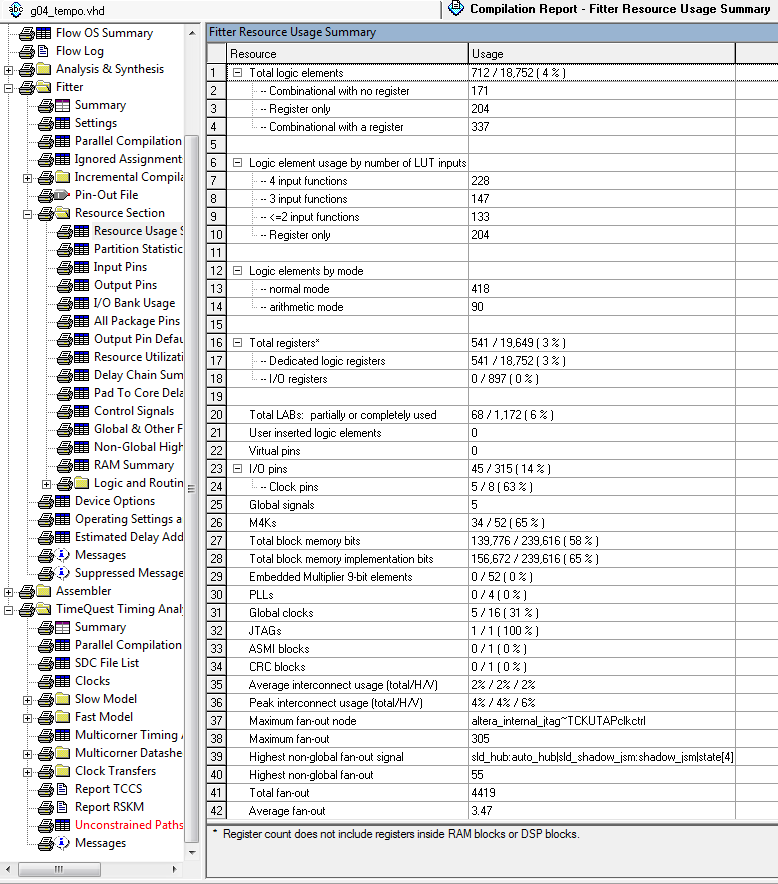 g04_tempo.vhd
Compilation Report - Fitter Resource Usage Summary
Flow OS Summary
Flow Log
Analysis & Synthesis
Fitter
Summary
Settings
Parallel Compilation
Ignored Assignment
Incremental Compila
Pin-Out File
Resource Section
Resource Usage S
Partition Statistic
Input Pins
Output Pins
I/O Bank Usage
All Package Pins
Output Pin Defau
Resource Utilizati
Delay Chain Sum
Pad To Core Dela
Control Signals
Global & Other F
Non-Global High
RAM Summary
Logic and Routin
Device Options
Operating Settings a
Estimated Delay Add
Messages
Suppressed Message
Assembler
TimeQuest Timing Analy
Summary
Parallel Compilation
SDC File List
Clocks
Slow Model
Fast Model
Multicorner Timing A
Multicorner Datashe
Clock Transfers
Report TCCS
Report RSKM
Unconstrained Paths
Messages
Fitter Resource Usage Summary
Resource Usage
1 Total logic elements 712 / 18,752 ( 4 % )
2 -- Combinational with no register 171
3 -- Register only 204
4 -- Combinational with a register 337
5
6 Logic element usage by number of LUT inputs
7 -- 4 input functions 228
8 -- 3 input functions 147
9 -- <=2 input functions 133
10 -- Register only 204
11
12 Logic elements by mode
13 -- normal mode 418
14 -- arithmetic mode 90
15
16 Total registers* 541 / 19,649 ( 3 % )
17 -- Dedicated logic registers 541 / 18,752 ( 3 % )
18 -- I/O registers 0 / 897 ( 0 % )
19
20 Total LABs: partially or completely used 68 / 1,172 ( 6 % )
21 User inserted logic elements 0
22 Virtual pins 0
23 I/O pins 45 / 315 ( 14 % )
24 -- Clock pins 5 / 8 ( 63 % )
25 Global signals 5
26 M4Ks 34 / 52 ( 65 % )
27 Total block memory bits 139,776 / 239,616 ( 58 % )
28 Total block memory implementation bits 156,672 / 239,616 ( 65 % )
29 Embedded Multiplier 9-bit elements 0 / 52 ( 0 % )
30 PLLs 0 / 4 ( 0 % )
31 Global clocks 5 / 16 ( 31 % )
32 JTAGs 1 / 1 ( 100 % )
33 ASMI blocks 0 / 1 ( 0 % )
34 CRC blocks 0 / 1 ( 0 % )
35 Average interconnect usage (total/H/V) 2% / 2% / 2%
36 Peak interconnect usage (total/H/V) 4% / 4% / 6%
37 Maximum fan-out node altera_internal_jtag~TCKUTAPclkctrl
38 Maximum fan-out 305
39 Highest non-global fan-out signal sld_hub:auto_hub|sld_shadow_jsm:shadow_jsm|state[4]
40 Highest non-global fan-out 55
41 Total fan-out 4419
42 Average fan-out 3.47
* Register count does not include registers inside RAM blocks or DSP blocks.